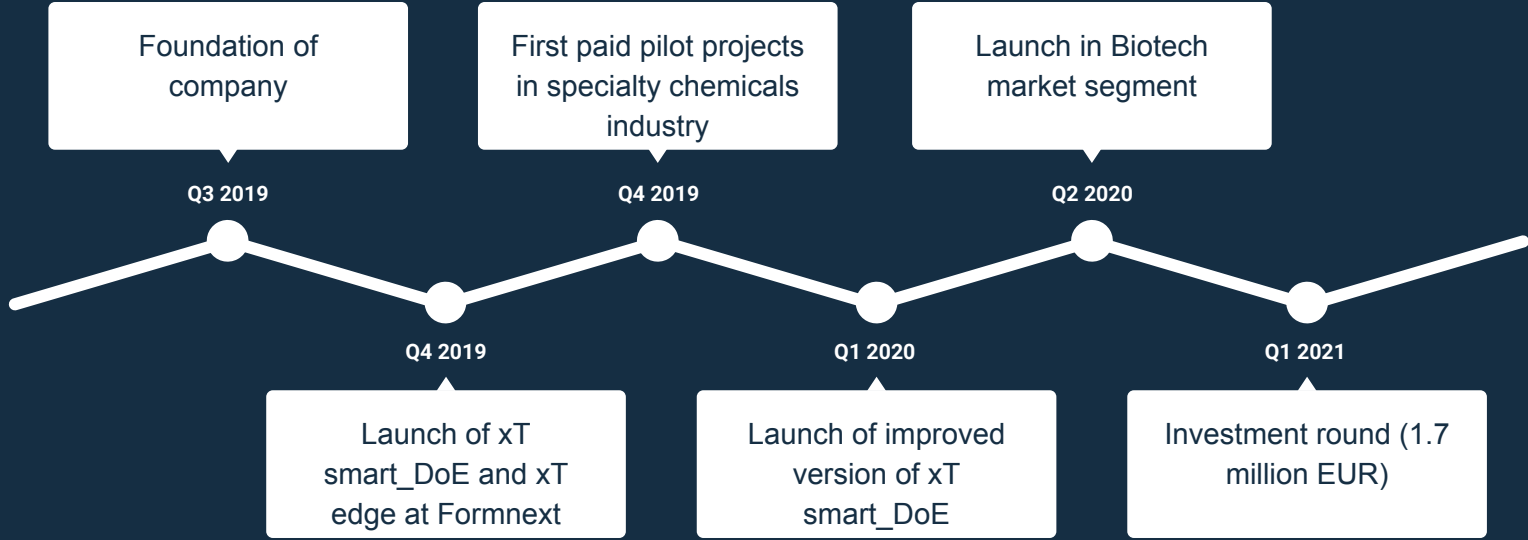 Foundation of
company
Q3 2019
Q4 2019
Launch of xT
smart_DoE and xT
edge at Formnext
First paid pilot projects
in specialty chemicals
industry
Q4 2019
Q1 2020
Launch of improved
version of xT
smart_DoE
Launch in Biotech
market segment
Q2 2020
Q1 2021
Investment round (1.7
million EUR)